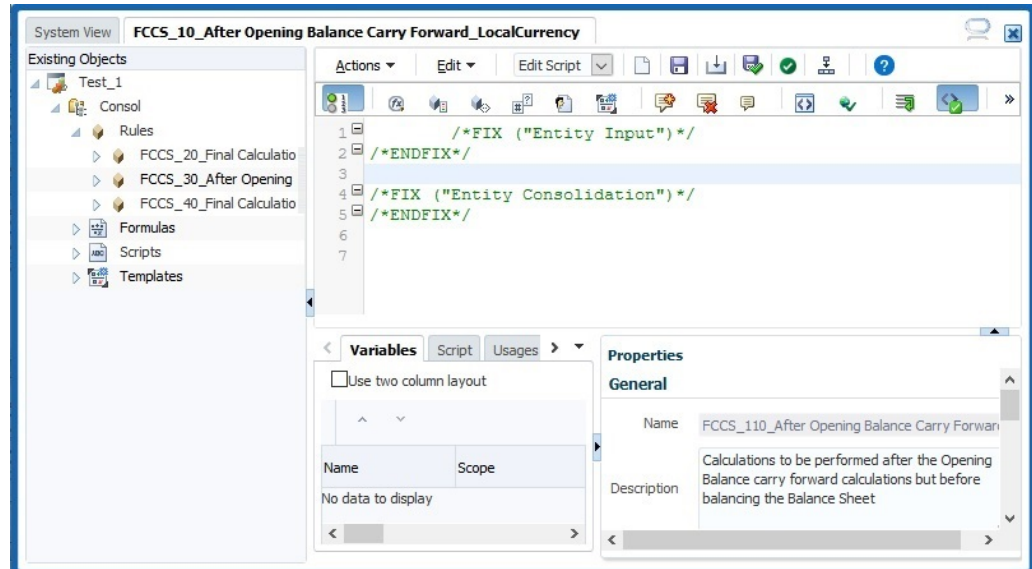 System View FCCS_10_After Opening Balance Carry Forward_LocalCurrency
Existing Objects
Actions Edit Edit Script
Test_1
Consol
Rules
FCCS_20_Final Calculatio
FCCS_30_After Opening
FCCS_40_Final Calculatio
Formulas
Scripts
Templates
1 /*FIX ("Entity Input")*/
2 /*ENDFIX*/
3
4 /*FIX ("Entity Consolidation")*/
5 /*ENDFIX*/
6
7
Variables Script Usages
Use two column layout
Name Scope
No data to display
Properties
General
Name FCCS_110_After Opening Balance Carry Forwar
Description Calculations to be performed after the Opening
Balance carry forward calculations but before
balancing the Balance Sheet